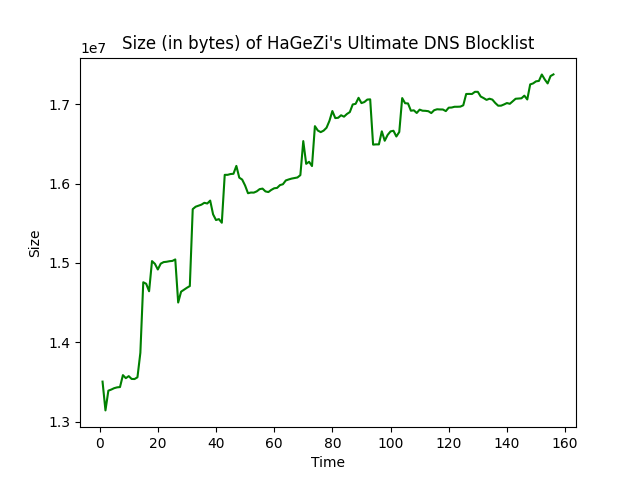 Size (in bytes) of HaGeZi's Ultimate DNS Blocklist
1e7
1.7
1.6
1.5
1.4
1.3
Size
0 20 40 60 80 100 120 140 160
Time